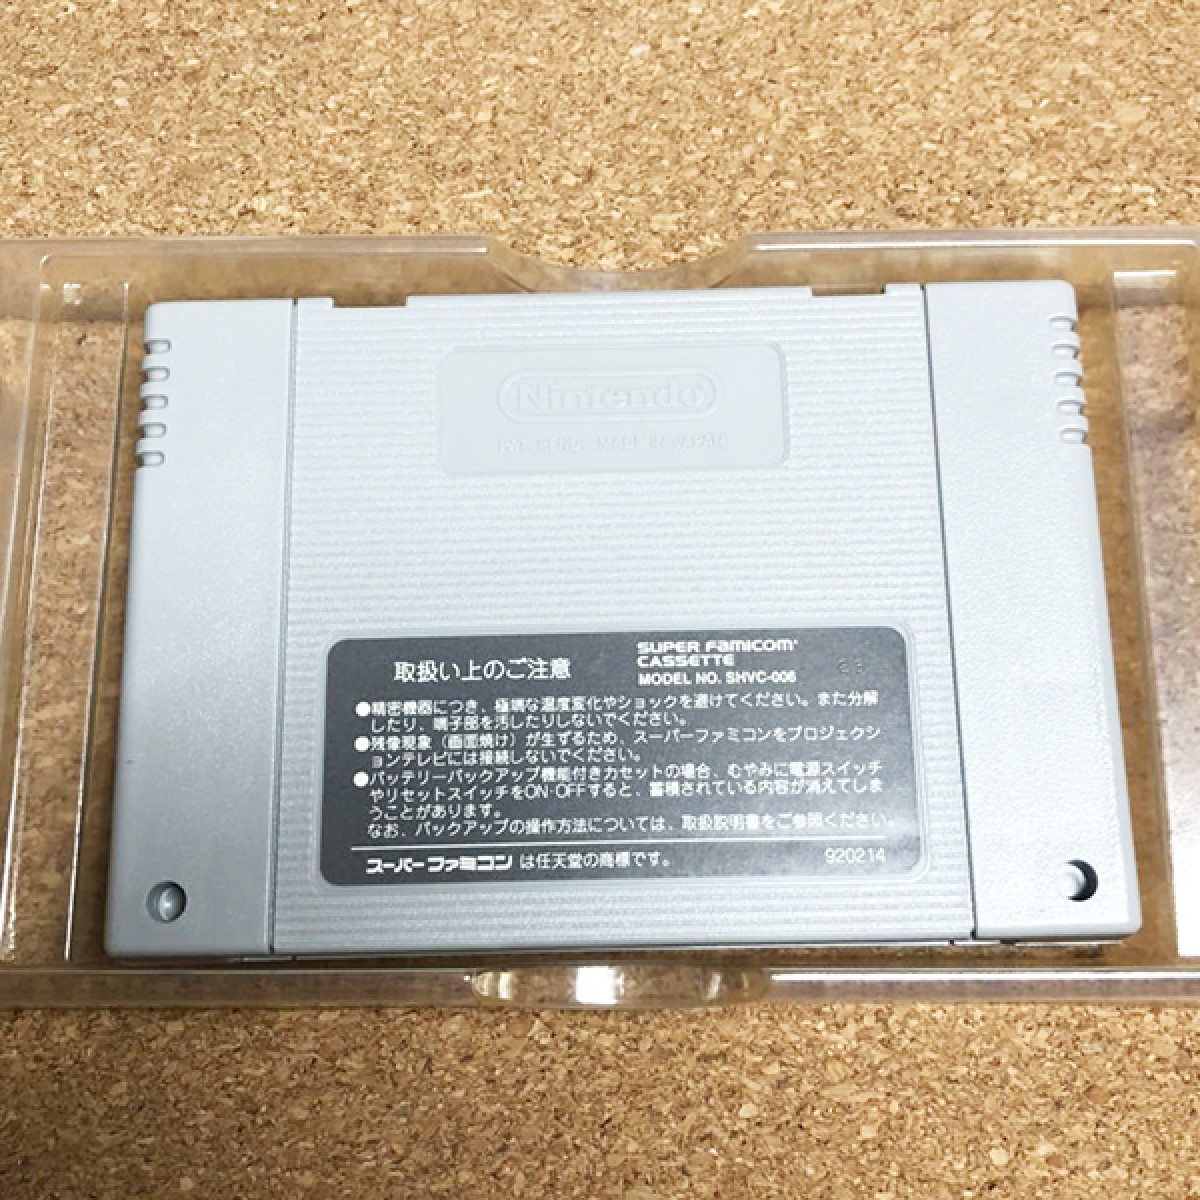 Nintendo
PAT. PEND. MADE IN JAPAN
取扱い上のご注意
SUPER FAMICOM
CASSETTE
MODEL NO. SHVC-006
●精密機器につき、極端な温度変化やショックを避けてください。また分解
したり、端子部を汚したりしないでください。
●残像現象（画面焼け）が生ずるため、スーパーファミコンをプロジェクシ
ョンテレビには接続しないでください。
●バッテリーバックアップ機能付きカセットの場合、むやみに電源スイッチ
やリセットスイッチをON・OFFすると、蓄積されている内容が消えてしま
うことがあります。
なお、バックアップの操作方法については、取扱説明書をご参照ください。
スーパーファミコン は任天堂の商標です。
920214